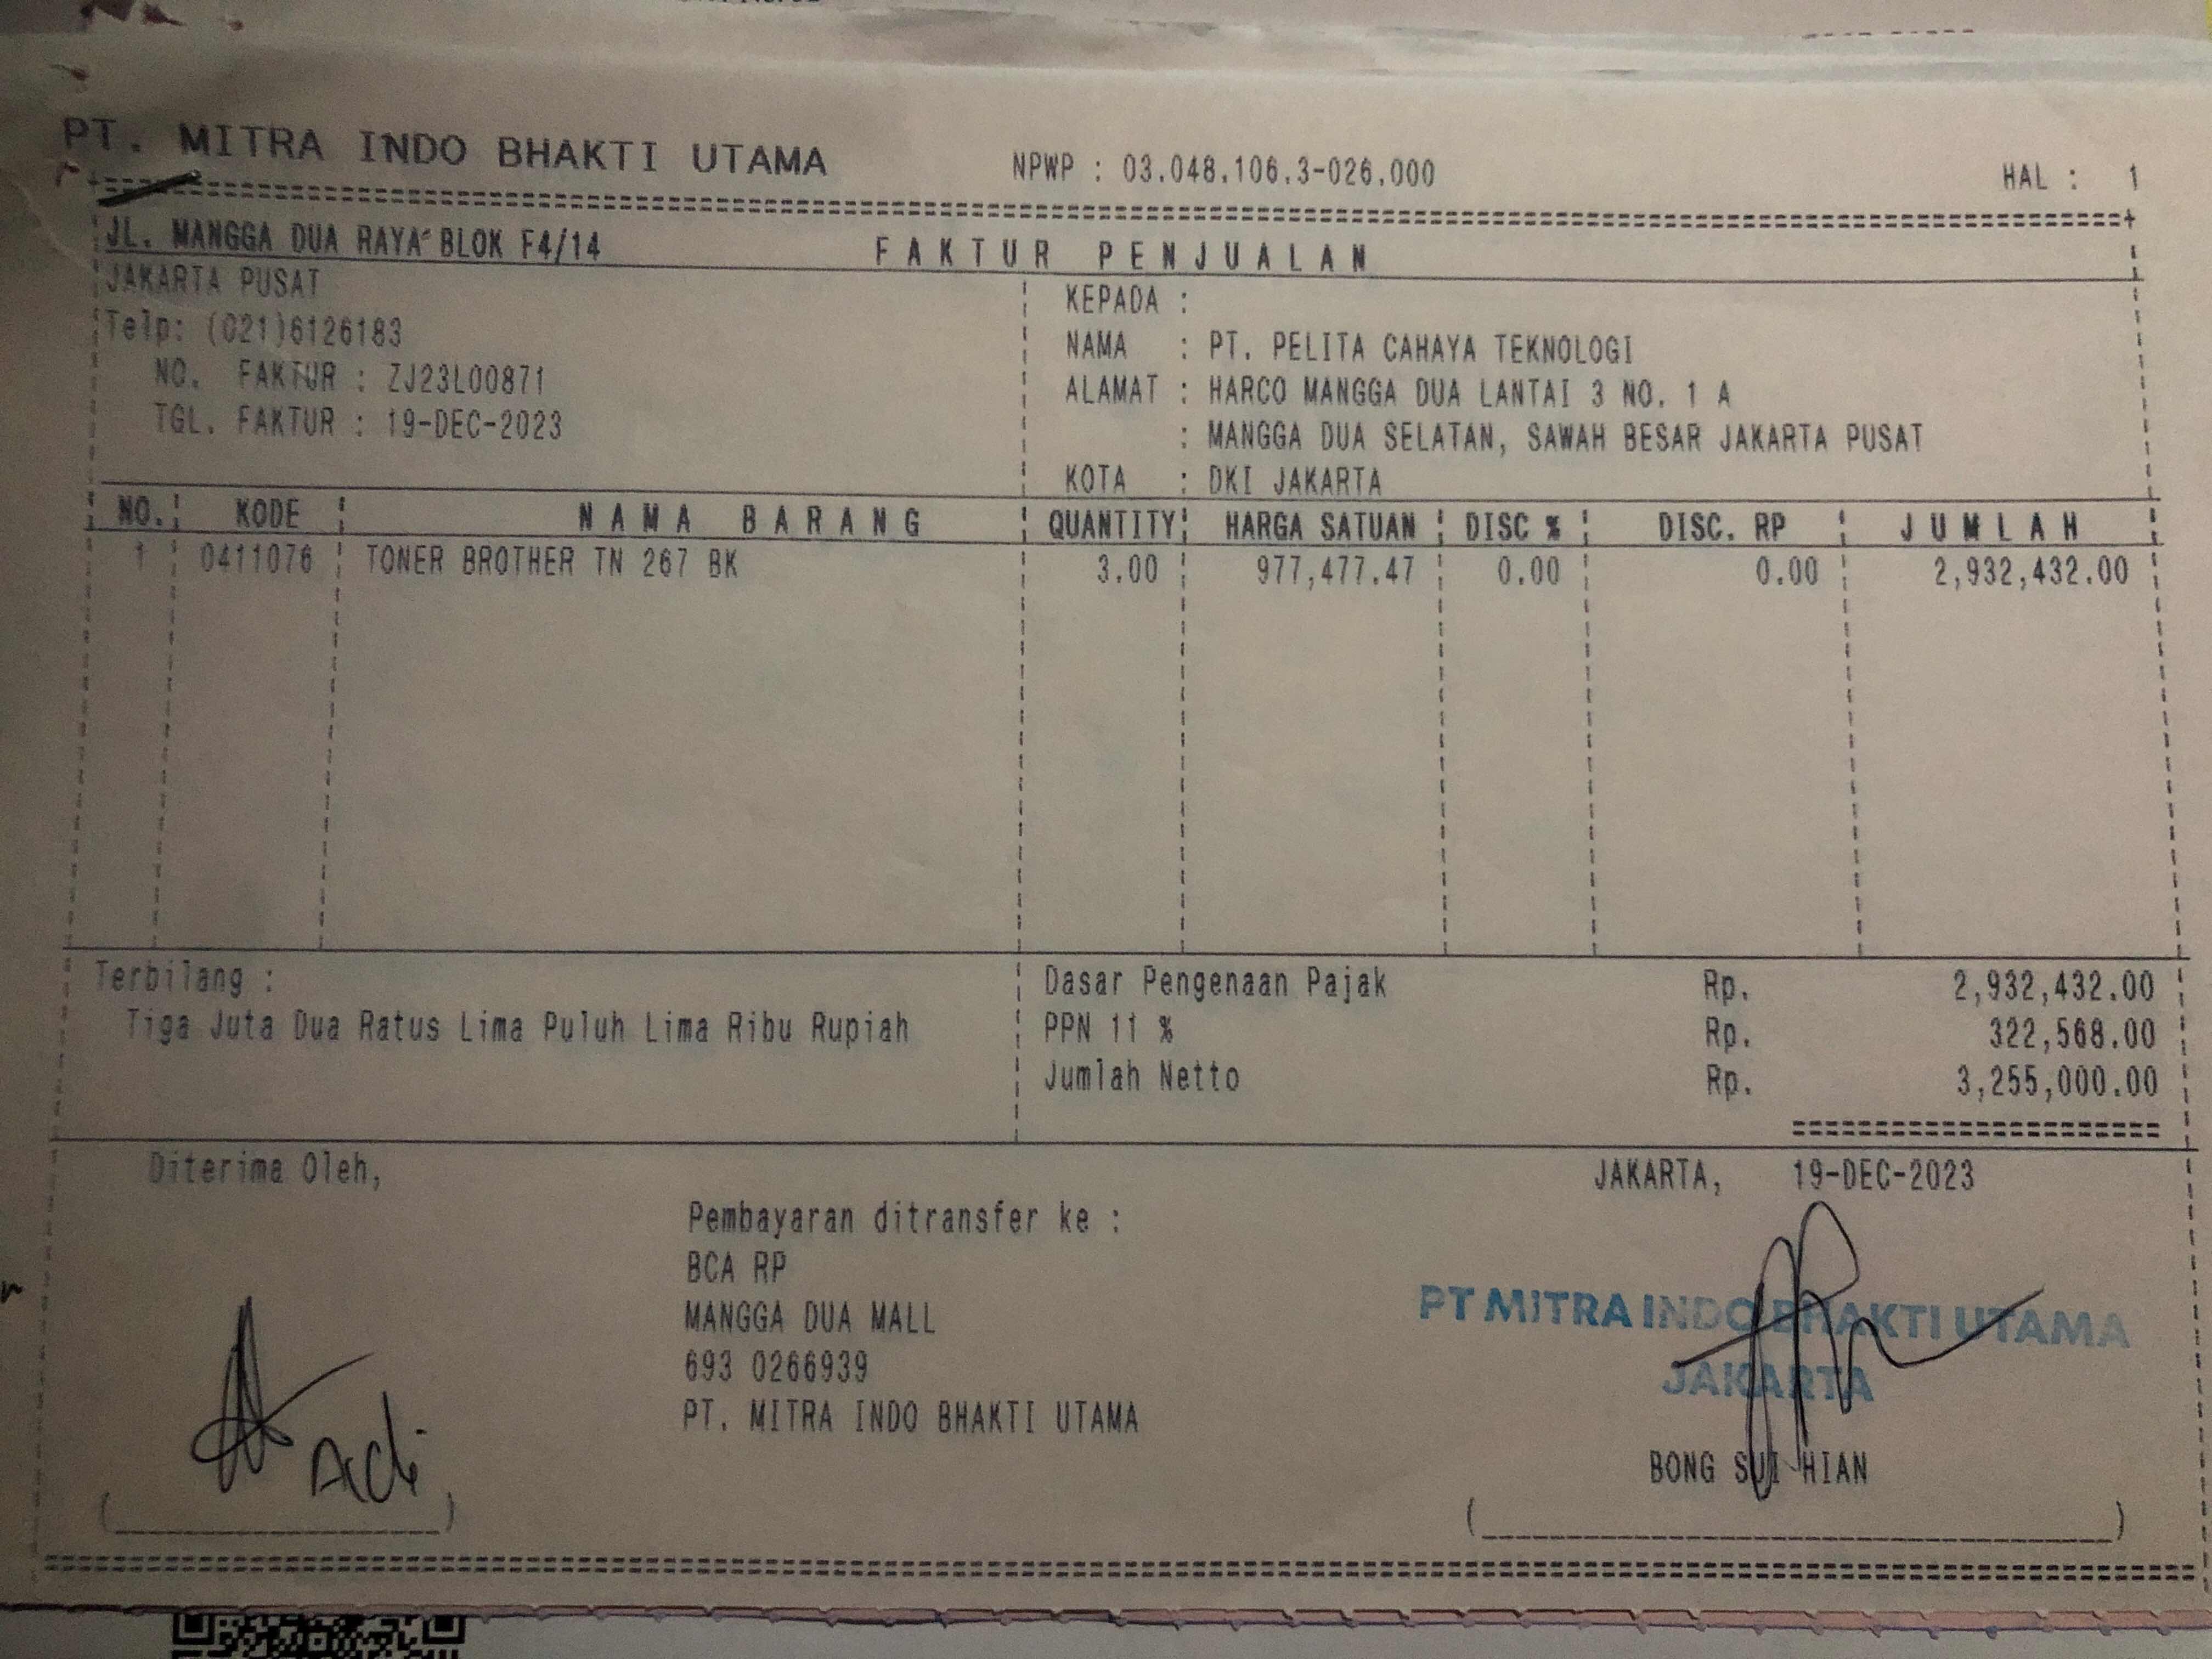 PT. MITRA INDO BHAKTI UTAMA NPWP : 03.048.106.3-026.000 HAL : 1
JL. MANGGA DUA RAYA BLOK F4/14 FAKTUR PENJUALAN
JAKARTA PUSAT
Telp: (021)6126183
NO. FAKTUR : ZJ23L00871
TGL. FAKTUR : 19-DEC-2023
KEPADA :
NAMA : PT. PELITA CAHAYA TEKNOLOGI
ALAMAT : HARCO MANGGA DUA LANTAI 3 NO. 1 A
: MANGGA DUA SELATAN, SAWAH BESAR JAKARTA PUSAT
KOTA : DKI JAKARTA
NO. KODE NAMA BARANG QUANTITY HARGA SATUAN DISC % DISC. RP JUMLAH
1 0411076 TONER BROTHER TN 267 BK 3.00 977,477.47 0.00 0.00 2,932,432.00
Terbilang :
Tiga Juta Dua Ratus Lima Puluh Lima Ribu Rupiah
Dasar Pengenaan Pajak Rp. 2,932,432.00
PPN 11 % Rp. 322,568.00
Jumlah Netto Rp. 3,255,000.00
Diterima Oleh,
Adi
Pembayaran ditransfer ke :
BCA RP
MANGGA DUA MALL
693 0266939
PT. MITRA INDO BHAKTI UTAMA
JAKARTA, 19-DEC-2023
PT MITRA INDO BHAKTI UTAMA
JAKARTA
BONG SUI HIAN